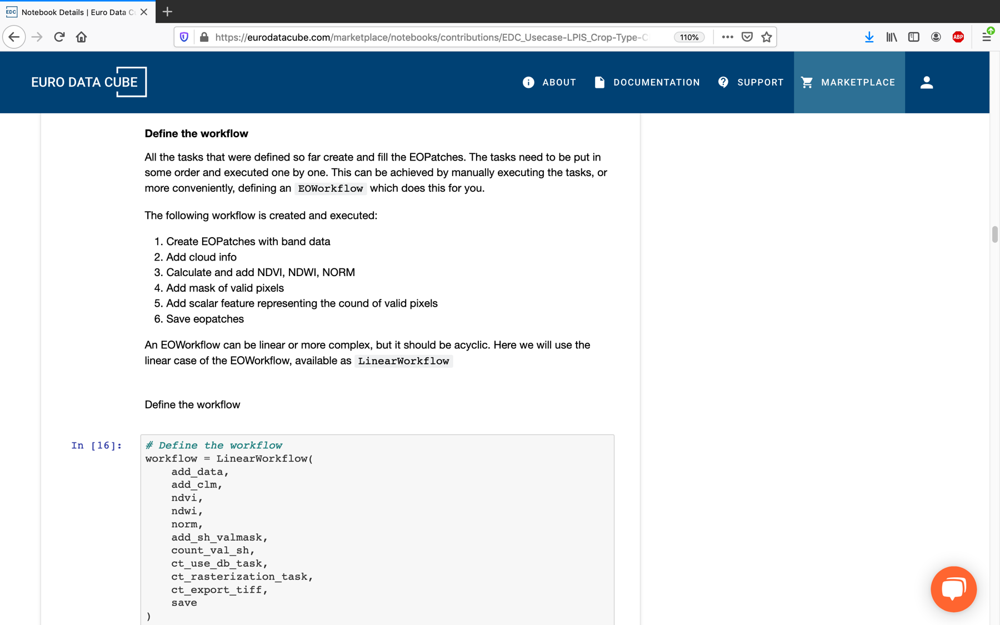 EDC Notebook Details | Euro Data Cu
https://eurodatacube.com/marketplace/notebooks/contributions/EDC_Usecase-LPIS_Crop-Type-C
110%
ABP
EURO DATA CUBE
ABOUT
DOCUMENTATION
SUPPORT
MARKETPLACE
Define the workflow
All the tasks that were defined so far create and fill the EOPatches. The tasks need to be put in
some order and executed one by one. This can be achieved by manually executing the tasks, or
more conveniently, defining an EOWorkflow which does this for you.
The following workflow is created and executed:
1. Create EOPatches with band data
2. Add cloud info
3. Calculate and add NDVI, NDWI, NORM
4. Add mask of valid pixels
5. Add scalar feature representing the cound of valid pixels
6. Save eopatches
An EOWorkflow can be linear or more complex, but it should be acyclic. Here we will use the
linear case of the EOWorkflow, available as LinearWorkflow
Define the workflow
In [16]:
# Define the workflow
workflow = LinearWorkflow(
add_data,
add_clm,
ndvi,
ndwi,
norm,
add_sh_valmask,
count_val_sh,
ct_use_db_task,
ct_rasterization_task,
ct_export_tiff,
save
)